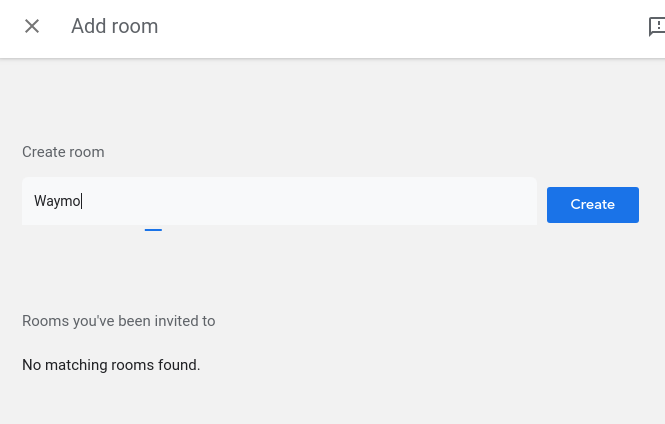 Add room
Create room
Waymo
Create
Rooms you've been invited to
No matching rooms found.